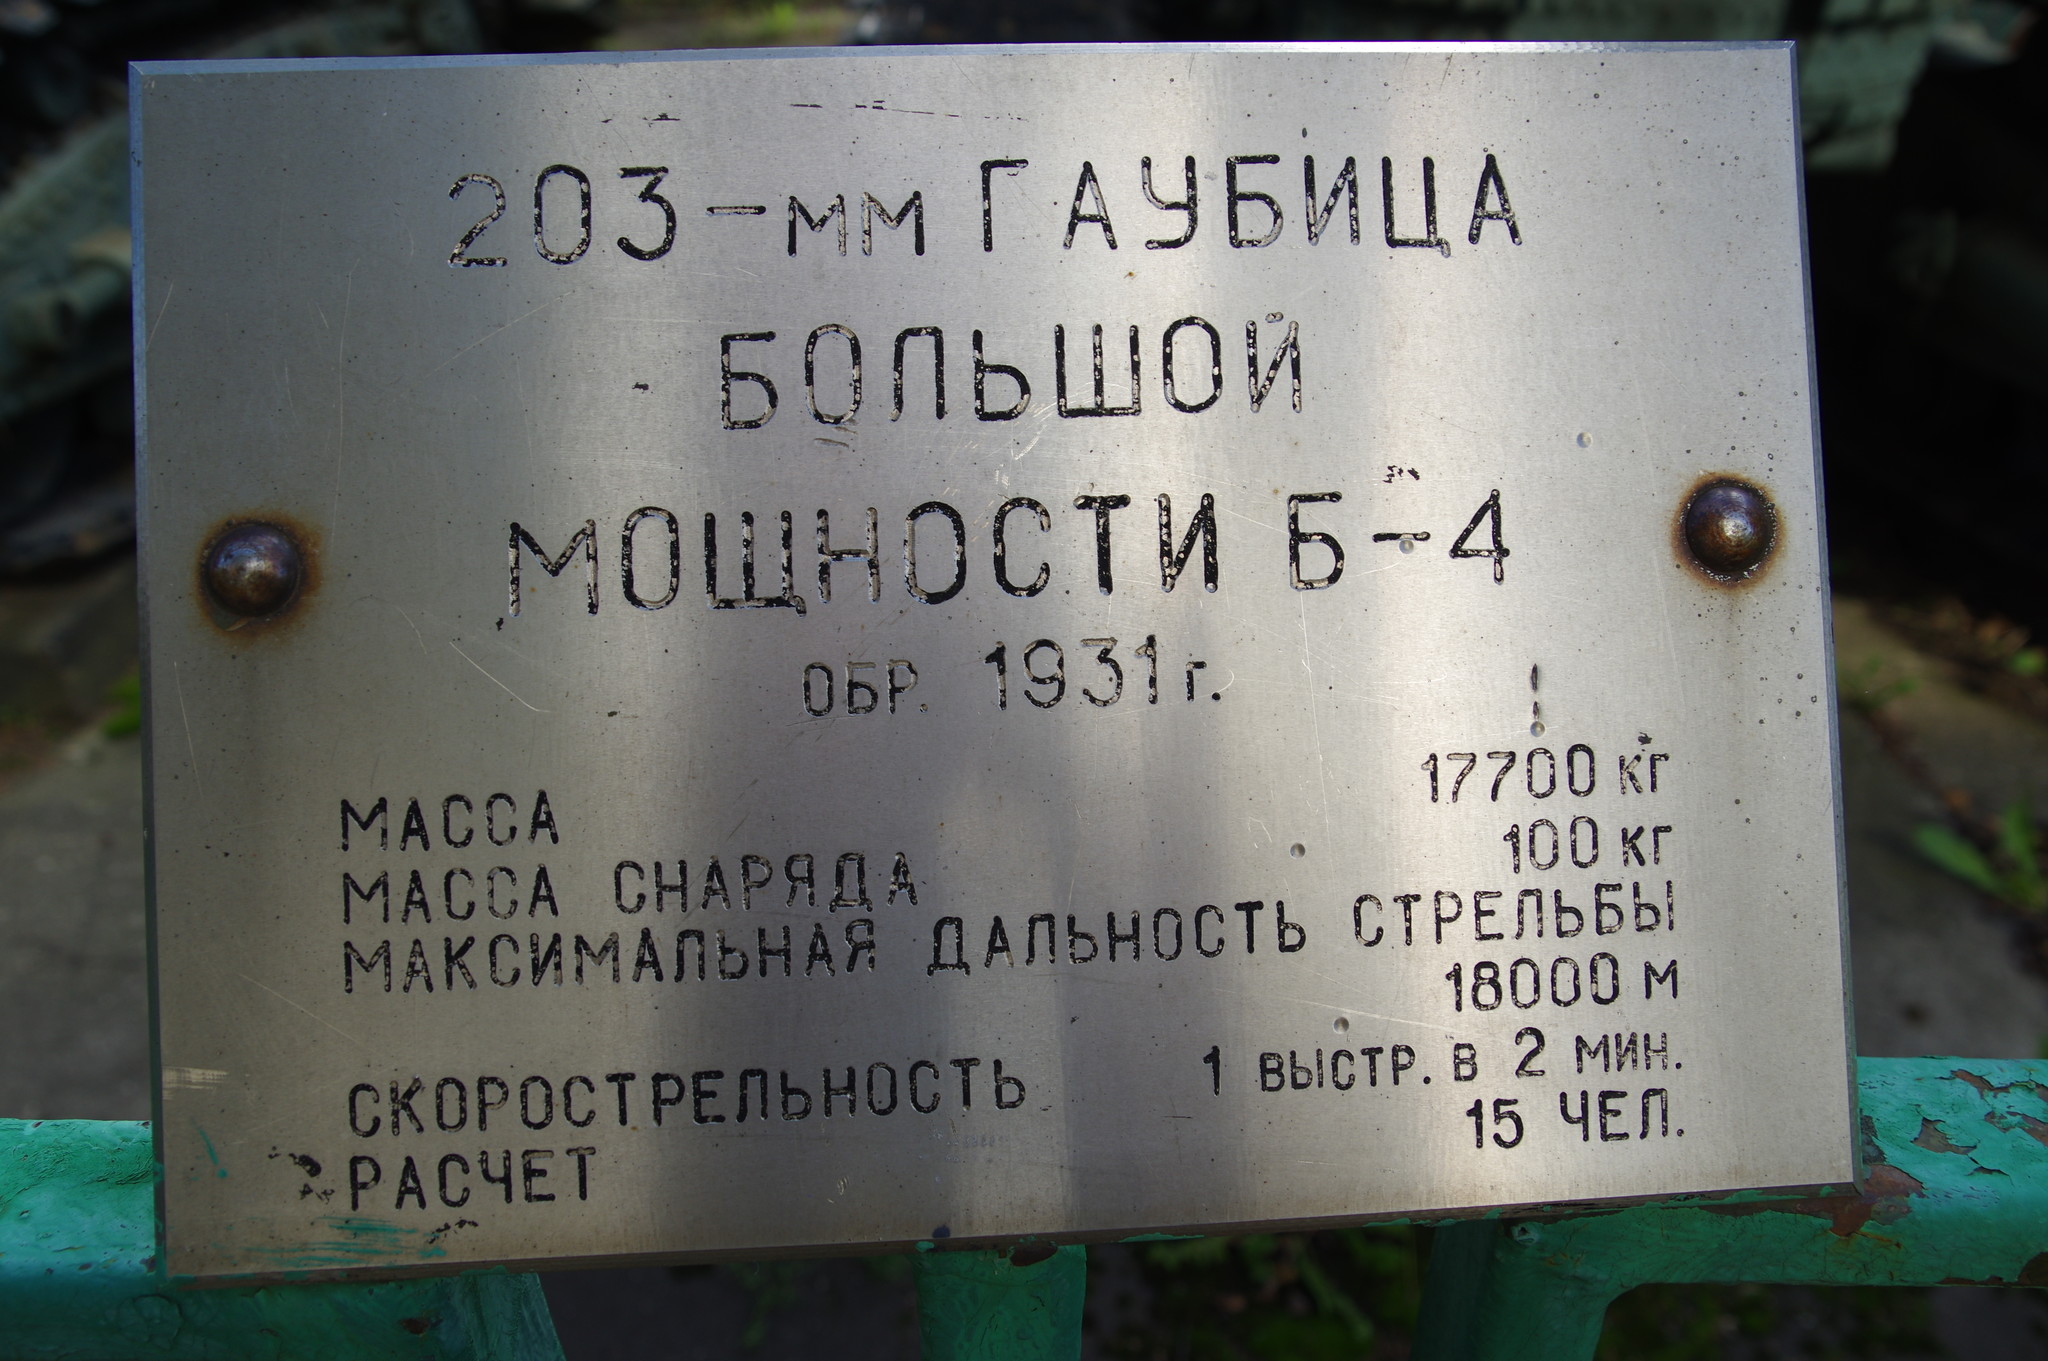 203-мм ГАУБИЦА
БОЛЬШОЙ
МОЩНОСТИ Б-4
ОБР. 1931 г.
МАССА 17700 кг
МАССА СНАРЯДА 100 кг
МАКСИМАЛЬНАЯ ДАЛЬНОСТЬ СТРЕЛЬБЫ
18000 м
СКОРОСТРЕЛЬНОСТЬ 1 ВЫСТР. В 2 МИН.
РАСЧЕТ 15 ЧЕЛ.